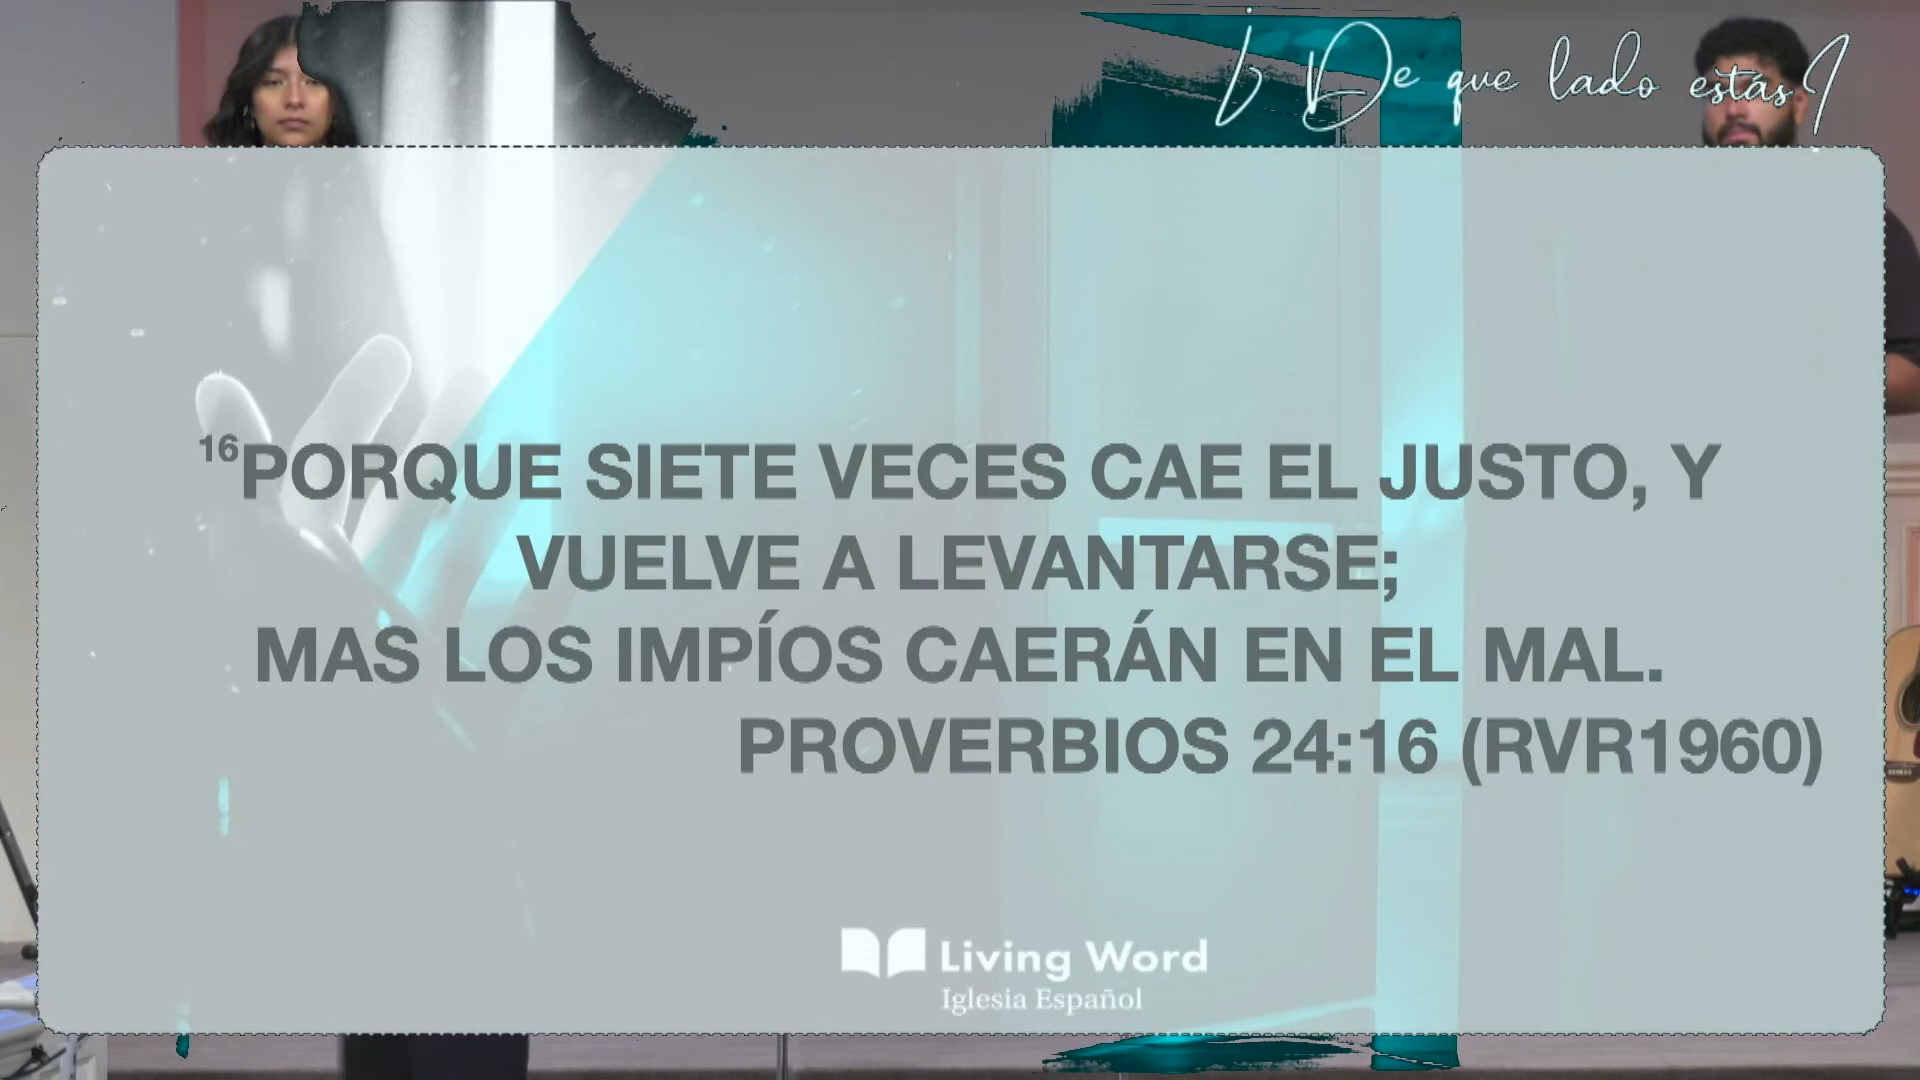 ¿De que lado estás?
¹⁶PORQUE SIETE VECES CAE EL JUSTO, Y
VUELVE A LEVANTARSE;
MAS LOS IMPÍOS CAERÁN EN EL MAL.
PROVERBIOS 24:16 (RVR1960)
Living Word
Iglesia Español